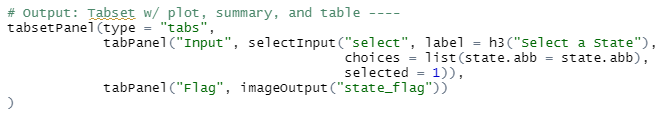 # Output: Tabset w/ plot, summary, and table ----
tabsetPanel(type = "tabs",
tabPanel("Input", selectInput("select", label = h3("Select a State"),
choices = list(state.abb = state.abb),
selected = 1)),
tabPanel("Flag", imageOutput("state_flag"))
)